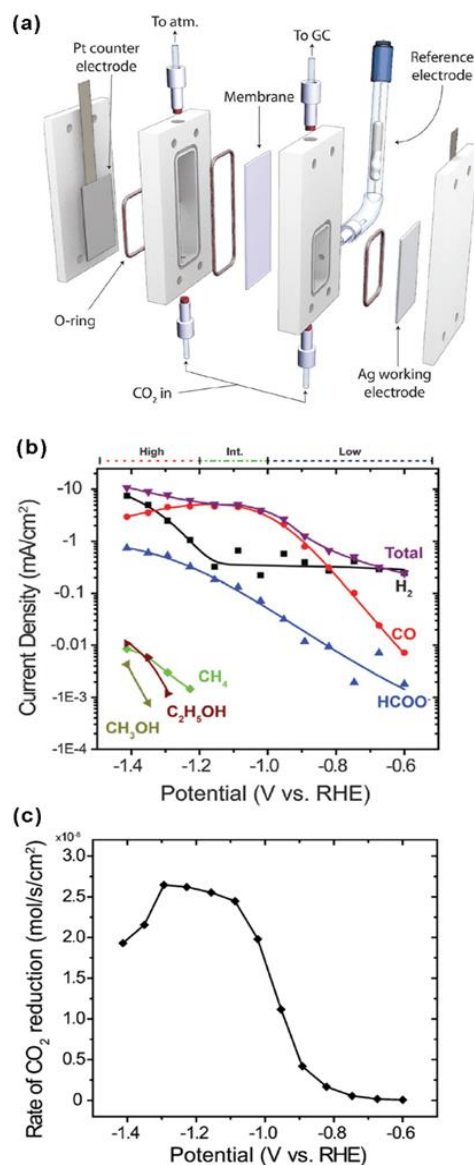 (a)
To atm.
To GC
Pt counter
electrode
Membrane
Reference
electrode
O-ring
CO₂ in
Ag working
electrode
(b)
High
Int.
Low
-10
-1
-0.1
-0.01
-1E-3
-1E-4
Current Density (mA/cm²)
Total
H₂
CO
HCOO⁻
CH₄
C₂H₅OH
CH₃OH
-1.4 -1.2 -1.0 -0.8 -0.6
Potential (V vs. RHE)
(c)
3.0
2.5
2.0
1.5
1.0
0.5
0
Rate of CO₂ reduction (mol/s/cm²)
-1.4 -1.2 -1.0 -0.8 -0.6
Potential (V vs. RHE)